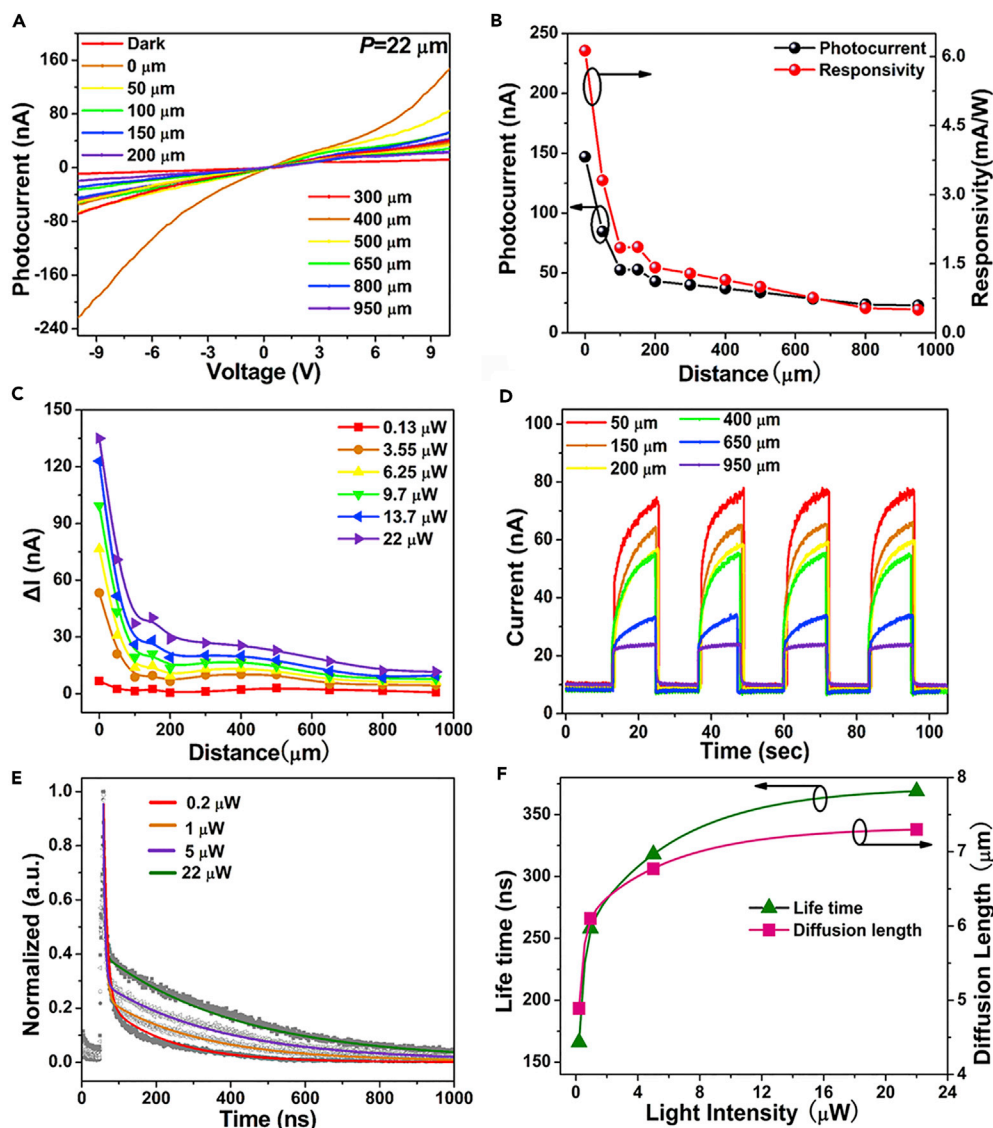 A
P=22 μm
Dark
0 μm
50 μm
100 μm
150 μm
200 μm
300 μm
400 μm
500 μm
650 μm
800 μm
950 μm
160
80
0
-80
-160
-240
Photocurrent (nA)
-9 -6 -3 0 3 6 9
Voltage (V)
B
Photocurrent
Responsivity
250
200
150
100
50
0
Photocurrent (nA)
6.0
4.5
3.0
1.5
0.0
Responsivity(mA/W)
0 200 400 600 800 1000
Distance(μm)
C
0.13 μW
3.55 μW
6.25 μW
9.7 μW
13.7 μW
22 μW
150
120
90
60
30
0
ΔI (nA)
0 200 400 600 800 1000
Distance(μm)
D
50 μm
150 μm
200 μm
400 μm
650 μm
950 μm
100
80
60
40
20
0
Current (nA)
0 20 40 60 80 100
Time (sec)
E
0.2 μW
1 μW
5 μW
22 μW
1.0
0.8
0.6
0.4
0.2
0.0
Normalized (a.u.)
0 200 400 600 800 1000
Time (ns)
F
Life time
Diffusion length
350
300
250
200
150
Life time (ns)
8
7
6
5
4
Diffusion Length (μm)
0 4 8 12 16 20 24
Light Intensity (μW)